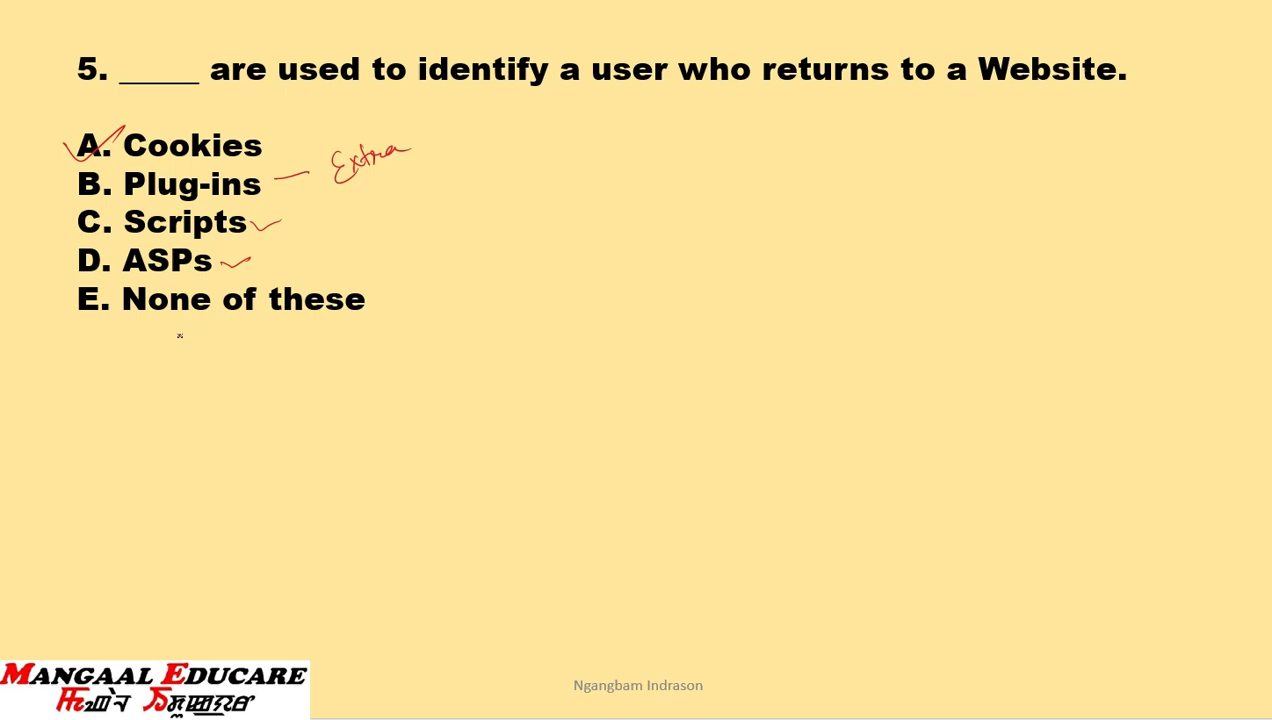 5. _____ are used to identify a user who returns to a Website.
A. Cookies
B. Plug-ins Extra
C. Scripts
D. ASPs
E. None of these
MANGAAL EDUCARE
Ngangbam Indrason